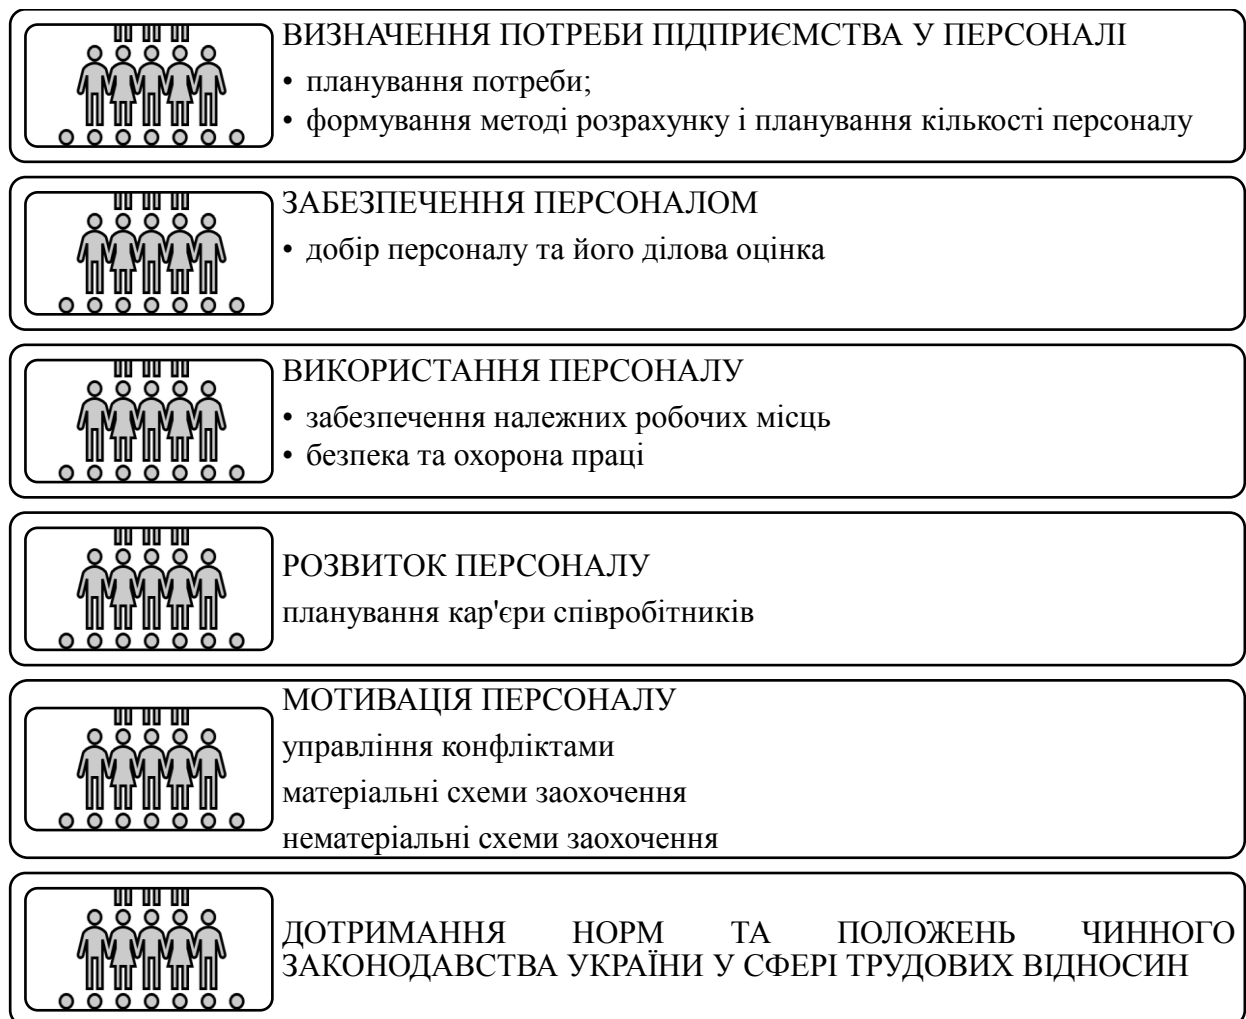 ВИЗНАЧЕННЯ ПОТРЕБИ ПІДПРИЄМСТВА У ПЕРСОНАЛІ
• планування потреби;
• формування методі розрахунку і планування кількості персоналу
ЗАБЕЗПЕЧЕННЯ ПЕРСОНАЛОМ
• добір персоналу та його ділова оцінка
ВИКОРИСТАННЯ ПЕРСОНАЛУ
• забезпечення належних робочих місць
• безпека та охорона праці
РОЗВИТОК ПЕРСОНАЛУ
планування кар'єри співробітників
МОТИВАЦІЯ ПЕРСОНАЛУ
управління конфліктами
матеріальні схеми заохочення
нематеріальні схеми заохочення
ДОТРИМАННЯ НОРМ ТА ПОЛОЖЕНЬ ЧИННОГО
ЗАКОНОДАВСТВА УКРАЇНИ У СФЕРІ ТРУДОВИХ ВІДНОСИН